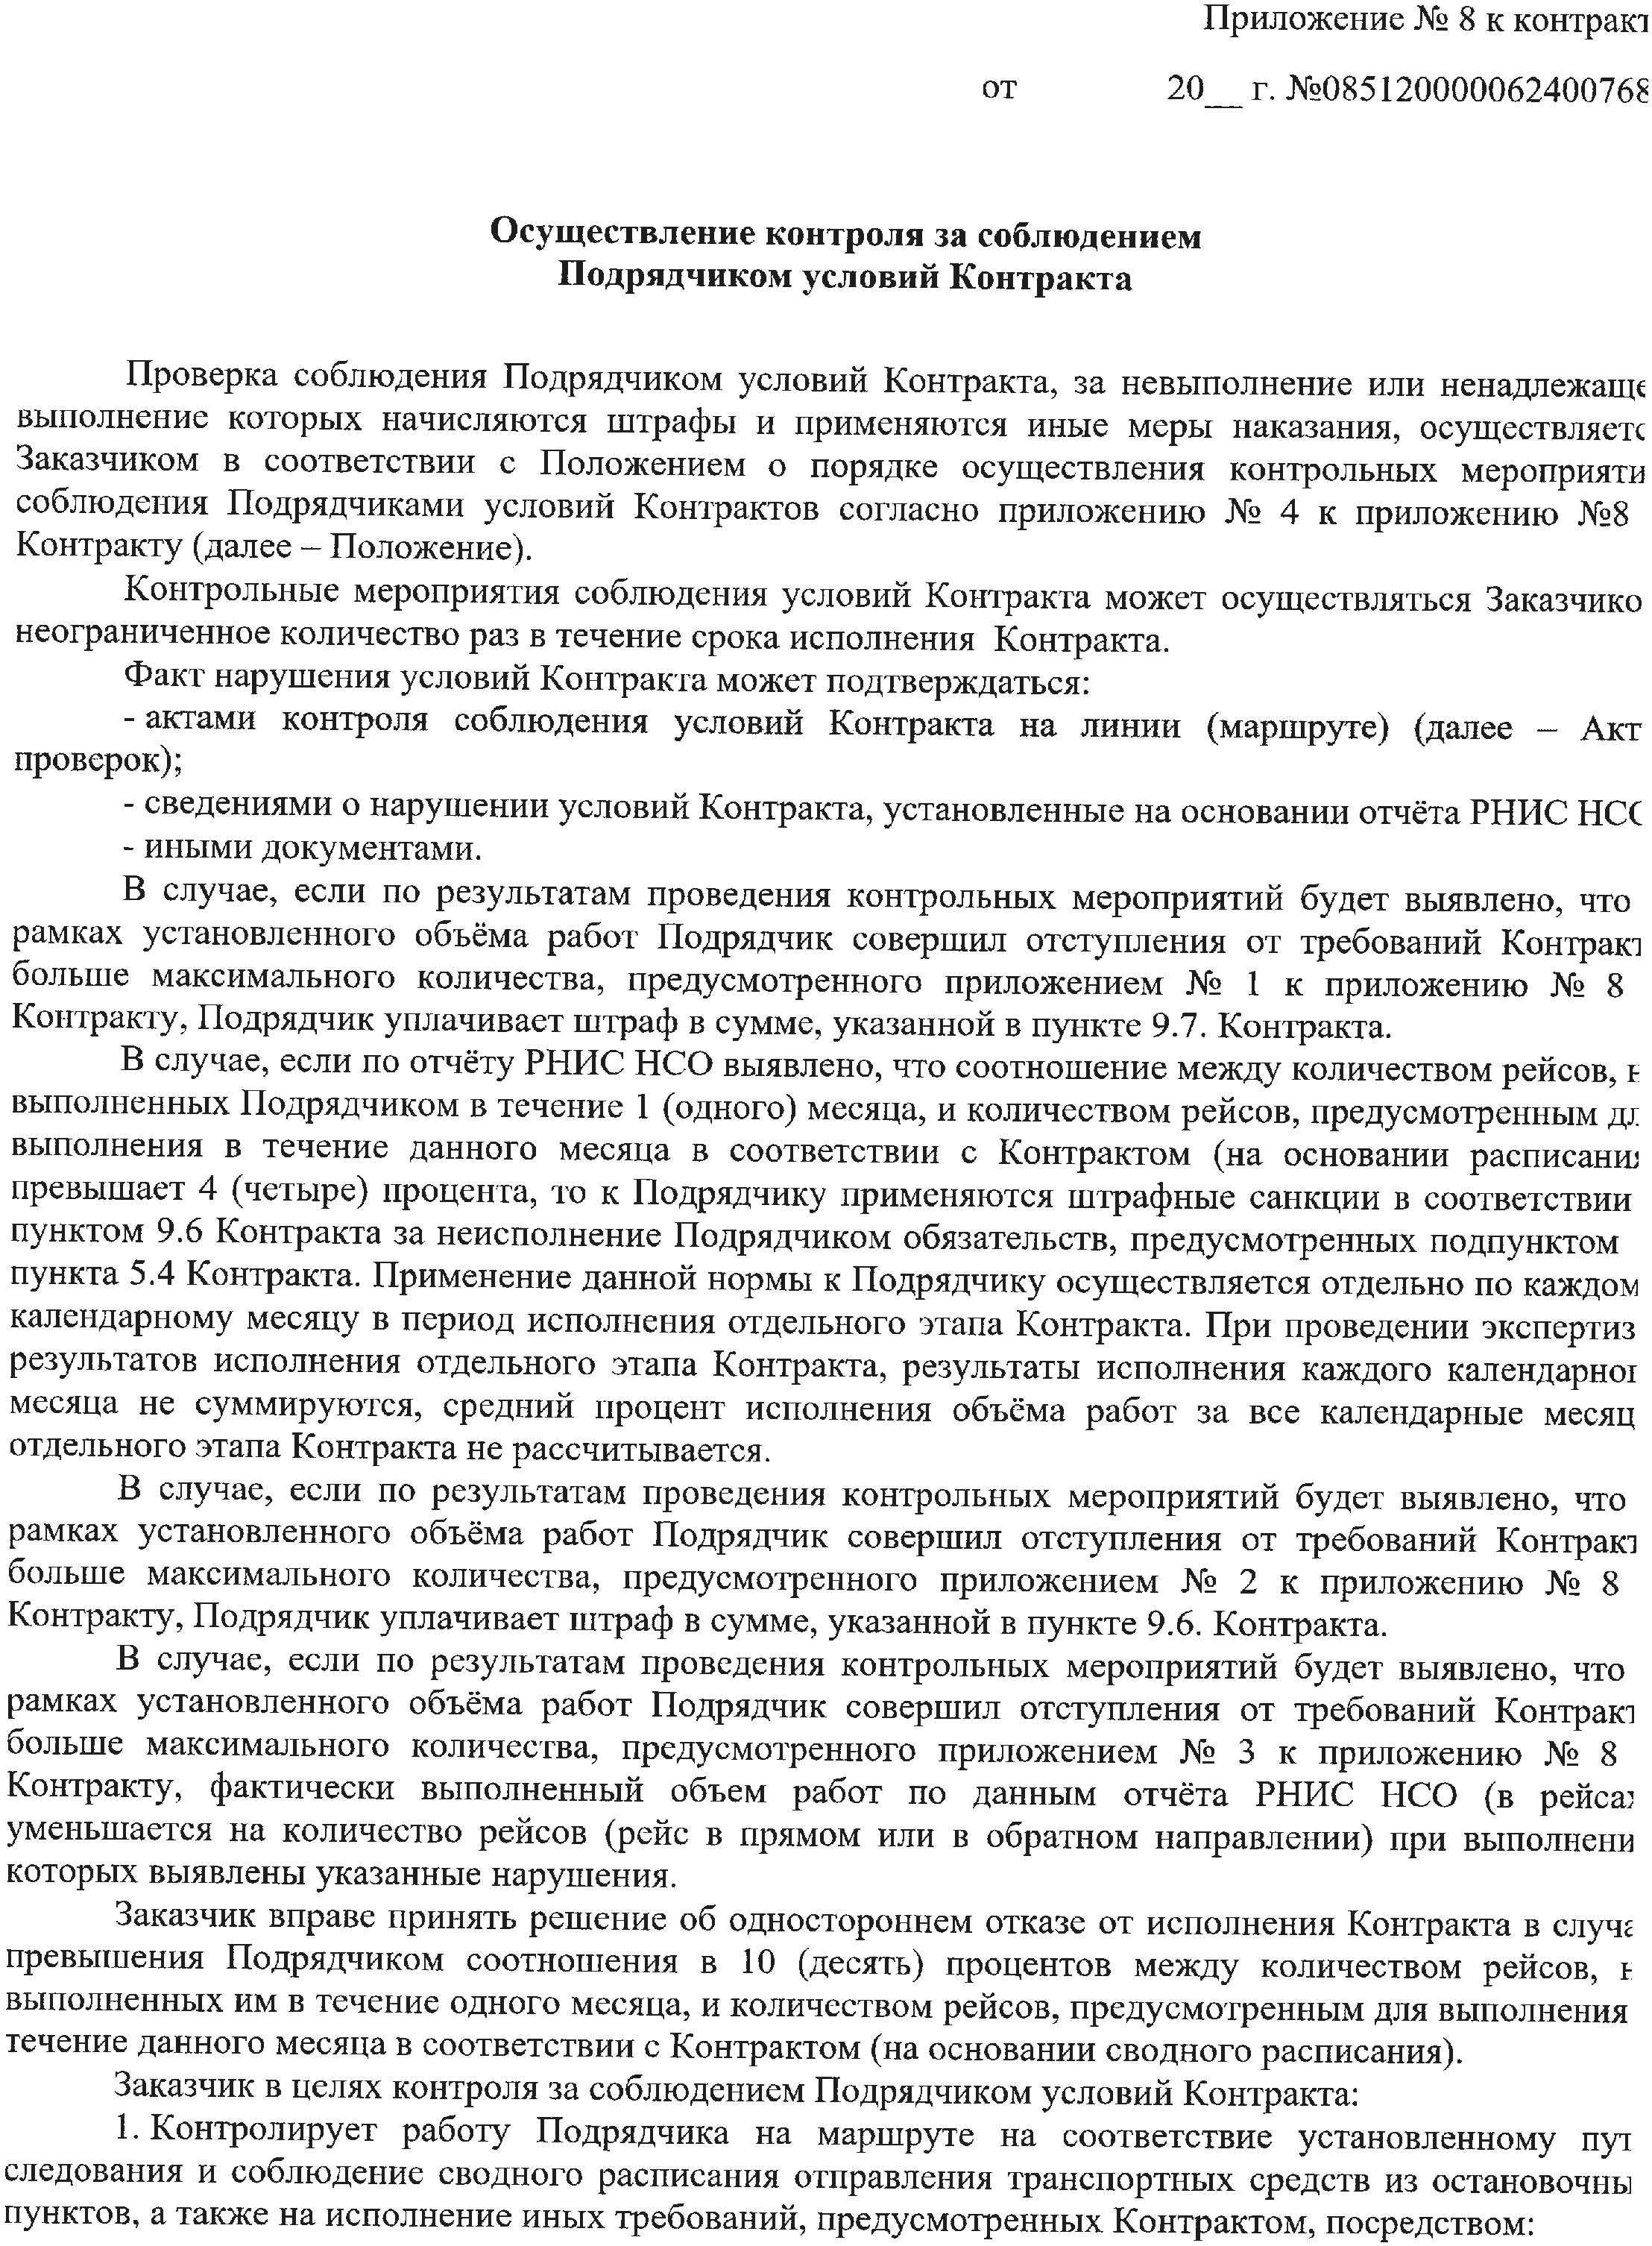 Приложение № 8 к контракт
от 20__ г. №08512000006240076
Осуществление контроля за соблюдением
Подрядчиком условий Контракта
Проверка соблюдения Подрядчиком условий Контракта, за невыполнение или ненадлежаще
выполнение которых начисляются штрафы и применяются иные меры наказания, осуществляетс
Заказчиком в соответствии с Положением о порядке осуществления контрольных мероприяти
соблюдения Подрядчиками условий Контрактов согласно приложению № 4 к приложению №8
Контракту (далее – Положение).
Контрольные мероприятия соблюдения условий Контракта может осуществляться Заказчико
неограниченное количество раз в течение срока исполнения Контракта.
Факт нарушения условий Контракта может подтверждаться:
- актами контроля соблюдения условий Контракта на линии (маршруте) (далее – Акт
проверок);
- сведениями о нарушении условий Контракта, установленные на основании отчёта РНИС НСО
- иными документами.
В случае, если по результатам проведения контрольных мероприятий будет выявлено, что
рамках установленного объёма работ Подрядчик совершил отступления от требований Контракт
больше максимального количества, предусмотренного приложением № 1 к приложению № 8
Контракту, Подрядчик уплачивает штраф в сумме, указанной в пункте 9.7. Контракта.
В случае, если по отчёту РНИС НСО выявлено, что соотношение между количеством рейсов, н
выполненных Подрядчиком в течение 1 (одного) месяца, и количеством рейсов, предусмотренным дл
выполнения в течение данного месяца в соответствии с Контрактом (на основании расписания
превышает 4 (четыре) процента, то к Подрядчику применяются штрафные санкции в соответствии
пунктом 9.6 Контракта за неисполнение Подрядчиком обязательств, предусмотренных подпунктом
пункта 5.4 Контракта. Применение данной нормы к Подрядчику осуществляется отдельно по каждом
календарному месяцу в период исполнения отдельного этапа Контракта. При проведении экспертиз
результатов исполнения отдельного этапа Контракта, результаты исполнения каждого календарног
месяца не суммируются, средний процент исполнения объёма работ за все календарные месяц
отдельного этапа Контракта не рассчитывается.
В случае, если по результатам проведения контрольных мероприятий будет выявлено, что
рамках установленного объёма работ Подрядчик совершил отступления от требований Контракт
больше максимального количества, предусмотренного приложением № 2 к приложению № 8
Контракту, Подрядчик уплачивает штраф в сумме, указанной в пункте 9.6. Контракта.
В случае, если по результатам проведения контрольных мероприятий будет выявлено, что
рамках установленного объёма работ Подрядчик совершил отступления от требований Контракт
больше максимального количества, предусмотренного приложением № 3 к приложению № 8
Контракту, фактически выполненный объем работ по данным отчёта РНИС НСО (в рейсах
уменьшается на количество рейсов (рейс в прямом или в обратном направлении) при выполнени
которых выявлены указанные нарушения.
Заказчик вправе принять решение об одностороннем отказе от исполнения Контракта в случа
превышения Подрядчиком соотношения в 10 (десять) процентов между количеством рейсов, н
выполненных им в течение одного месяца, и количеством рейсов, предусмотренным для выполнения
течение данного месяца в соответствии с Контрактом (на основании сводного расписания).
Заказчик в целях контроля за соблюдением Подрядчиком условий Контракта:
1. Контролирует работу Подрядчика на маршруте на соответствие установленному пут
следования и соблюдение сводного расписания отправления транспортных средств из остановочны
пунктов, а также на исполнение иных требований, предусмотренных Контрактом, посредством: